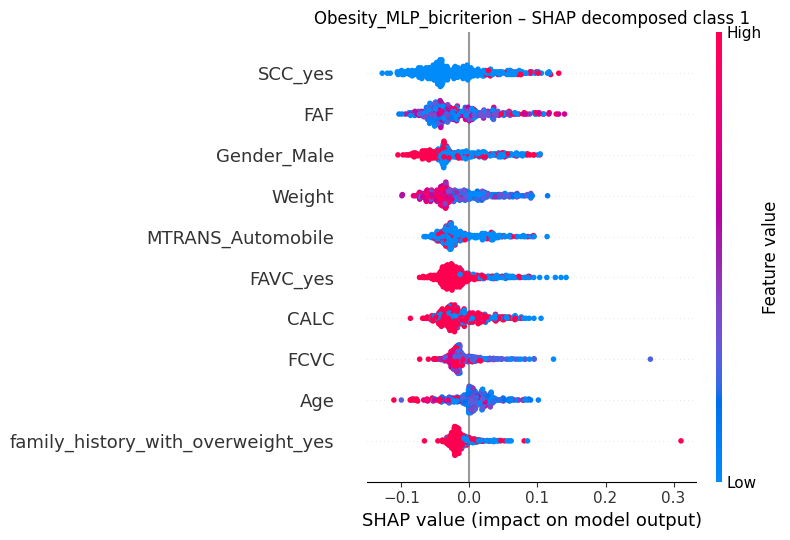 Obesity_MLP_bicriterion – SHAP decomposed class 1
High
SCC_yes
FAF
Gender_Male
Weight
MTRANS_Automobile
FAVC_yes
CALC
FCVC
Age
family_history_with_overweight_yes
Feature value
Low
−0.1 0.0 0.1 0.2 0.3
SHAP value (impact on model output)